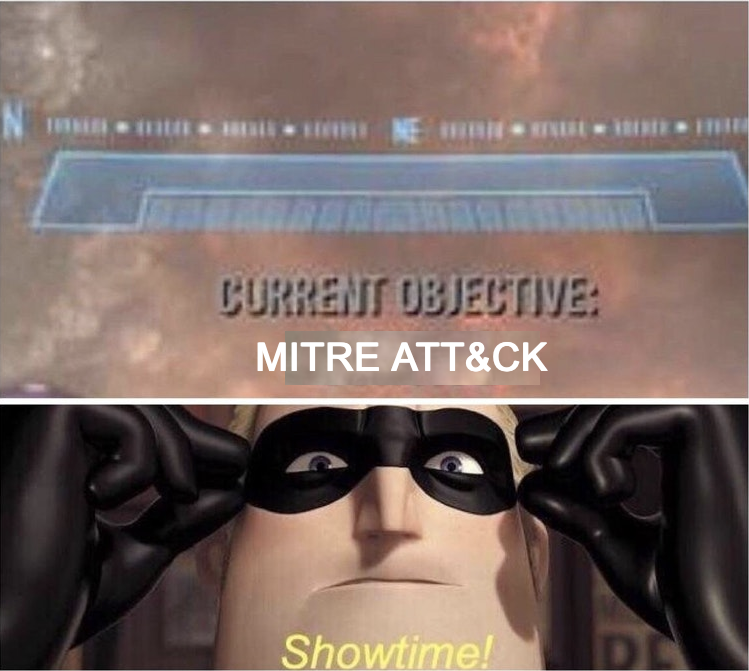 N NE
CURRENT OBJECTIVE:
MITRE ATT&CK
Showtime!